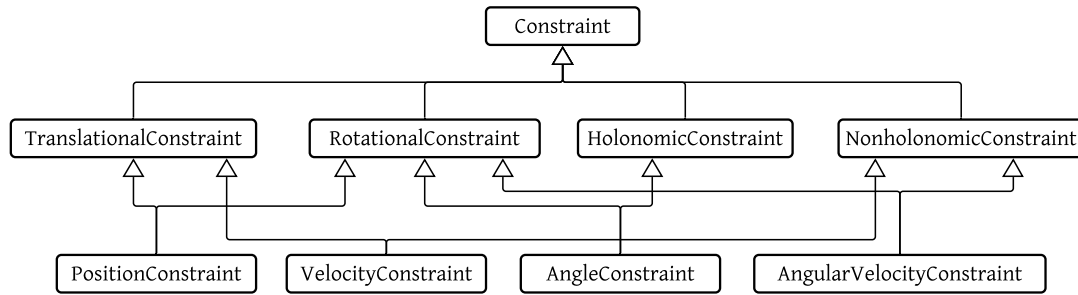 Constraint
TranslationalConstraint
RotationalConstraint
HolonomicConstraint
NonholonomicConstraint
PositionConstraint
VelocityConstraint
AngleConstraint
AngularVelocityConstraint